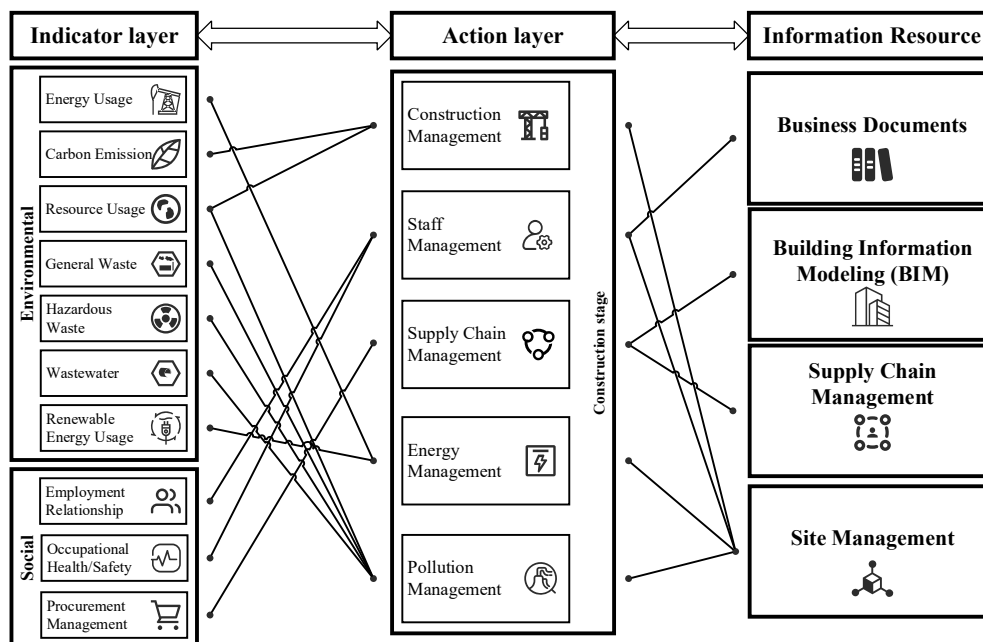 Indicator layer
Action layer
Information Resource
Environmental
Energy Usage
Carbon Emission
Resource Usage
General Waste
Hazardous
Waste
Wastewater
Renewable
Energy Usage
Social
Employment
Relationship
Occupational
Health/Safety
Procurement
Management
Construction
Management
Staff
Management
Supply Chain
Management
Energy
Management
Pollution
Management
Construction stage
Business Documents
Building Information
Modeling (BIM)
Supply Chain
Management
Site Management